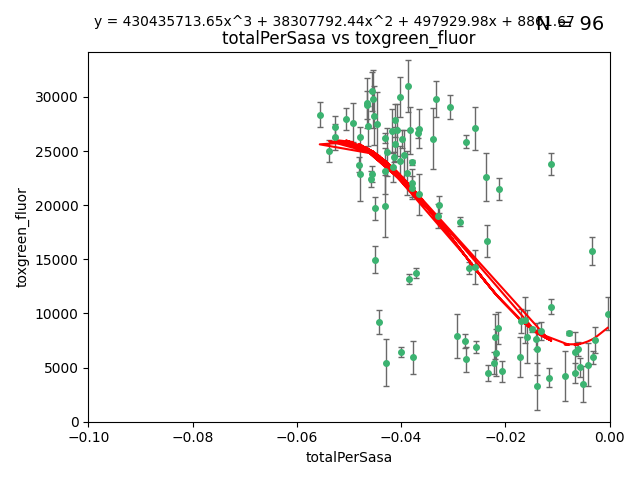 y = 430435713.65x^3 + 38307792.44x^2 + 497929.98x + 8861.67
N = 96
totalPerSasa vs toxgreen_fluor
30000
25000
20000
15000
10000
5000
0
toxgreen_fluor
−0.10 −0.08 −0.06 −0.04 −0.02 0.00
totalPerSasa